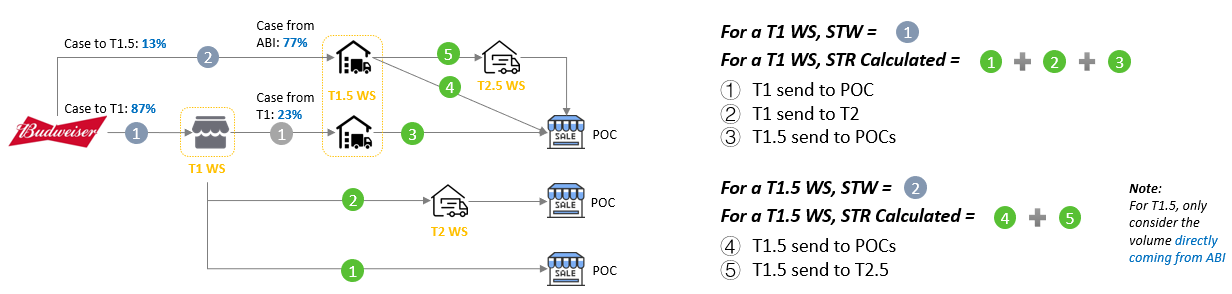 Case to T1.5: 13%
2
Case from
ABI: 77%
T1.5 WS
5
4
T2.5 WS
Case to T1: 87%
Budweiser
1
T1 WS
Case from
T1: 23%
1
3
SALE
POC
2
T2 WS
SALE
POC
1
SALE
POC
For a T1 WS, STW = 1
For a T1 WS, STR Calculated = 1 + 2 + 3
① T1 send to POC
② T1 send to T2
③ T1.5 send to POCs
For a T1.5 WS, STW = 2
For a T1.5 WS, STR Calculated = 4 + 5
④ T1.5 send to POCs
⑤ T1.5 send to T2.5
Note:
For T1.5, only
consider the
volume directly
coming from ABI